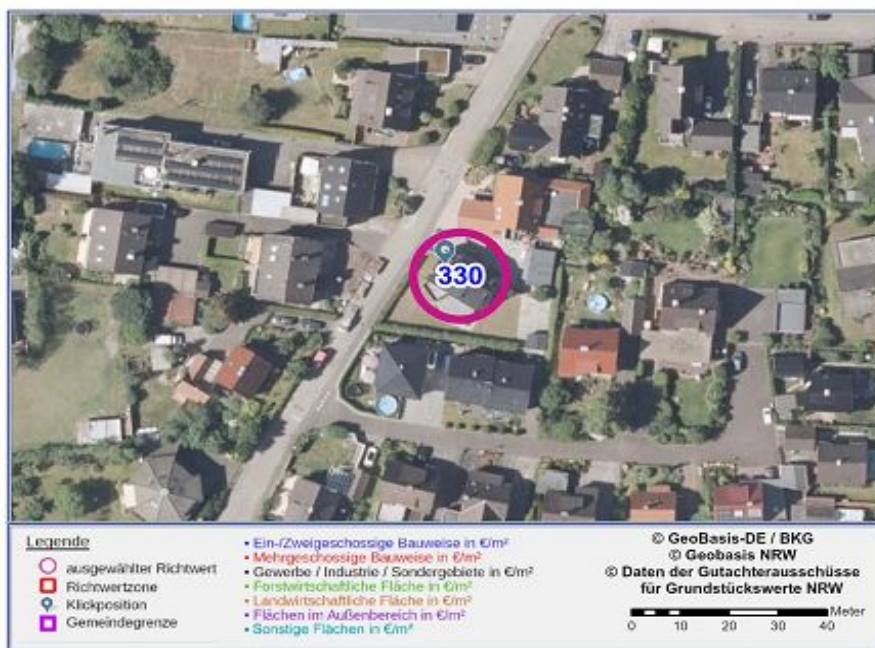 330
Legende
ausgewählter Richtwert
Richtwertzone
Klickposition
Gemeindegrenze
Ein-/Zweigeschossige Bauweise in €/m²
Mehrgeschossige Bauweise in €/m²
Gewerbe / Industrie / Sondergebiete in €/m²
Forstwirtschaftliche Fläche in €/m²
Landwirtschaftliche Fläche in €/m²
Flächen im Außenbereich in €/m²
Sonstige Flächen in €/m²
© GeoBasis-DE / BKG
© Geobasis NRW
© Daten der Gutachterausschüsse
für Grundstückswerte NRW
Meter
0 10 20 40